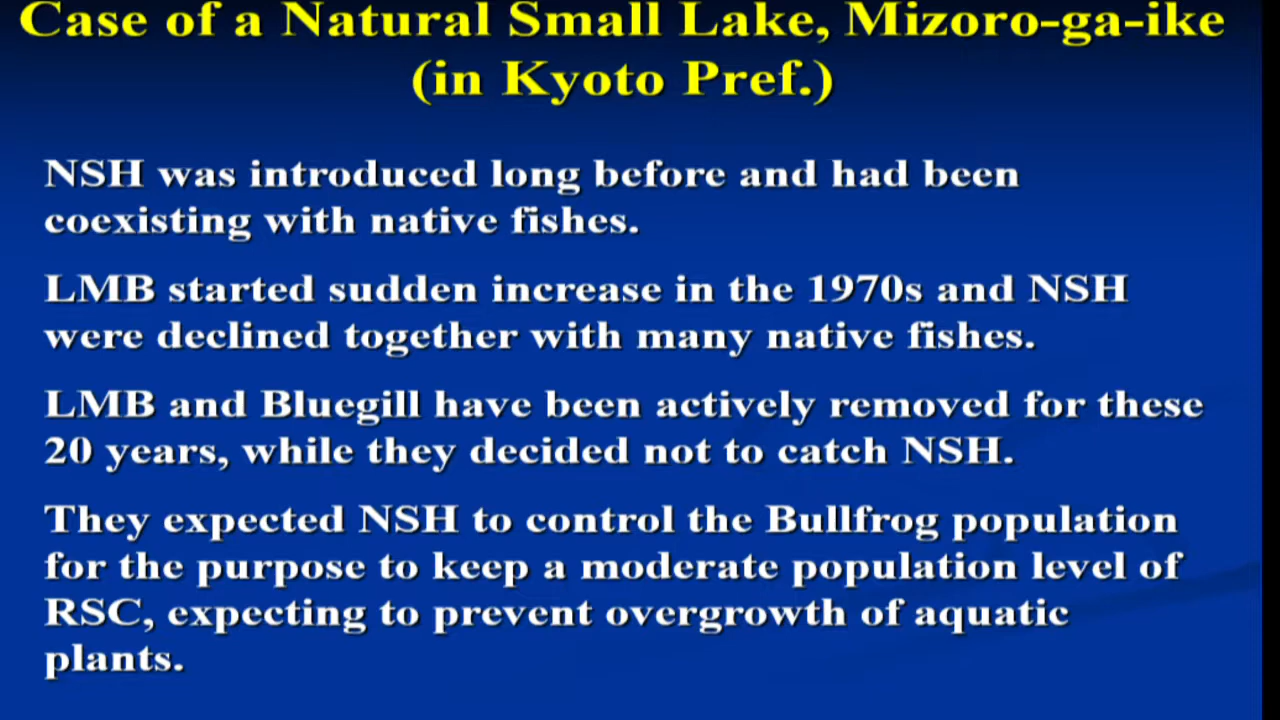 Case of a Natural Small Lake, Mizoro-ga-ike
(in Kyoto Pref.)
NSH was introduced long before and had been
coexisting with native fishes.
LMB started sudden increase in the 1970s and NSH
were declined together with many native fishes.
LMB and Bluegill have been actively removed for these
20 years, while they decided not to catch NSH.
They expected NSH to control the Bullfrog population
for the purpose to keep a moderate population level of
RSC, expecting to prevent overgrowth of aquatic
plants.